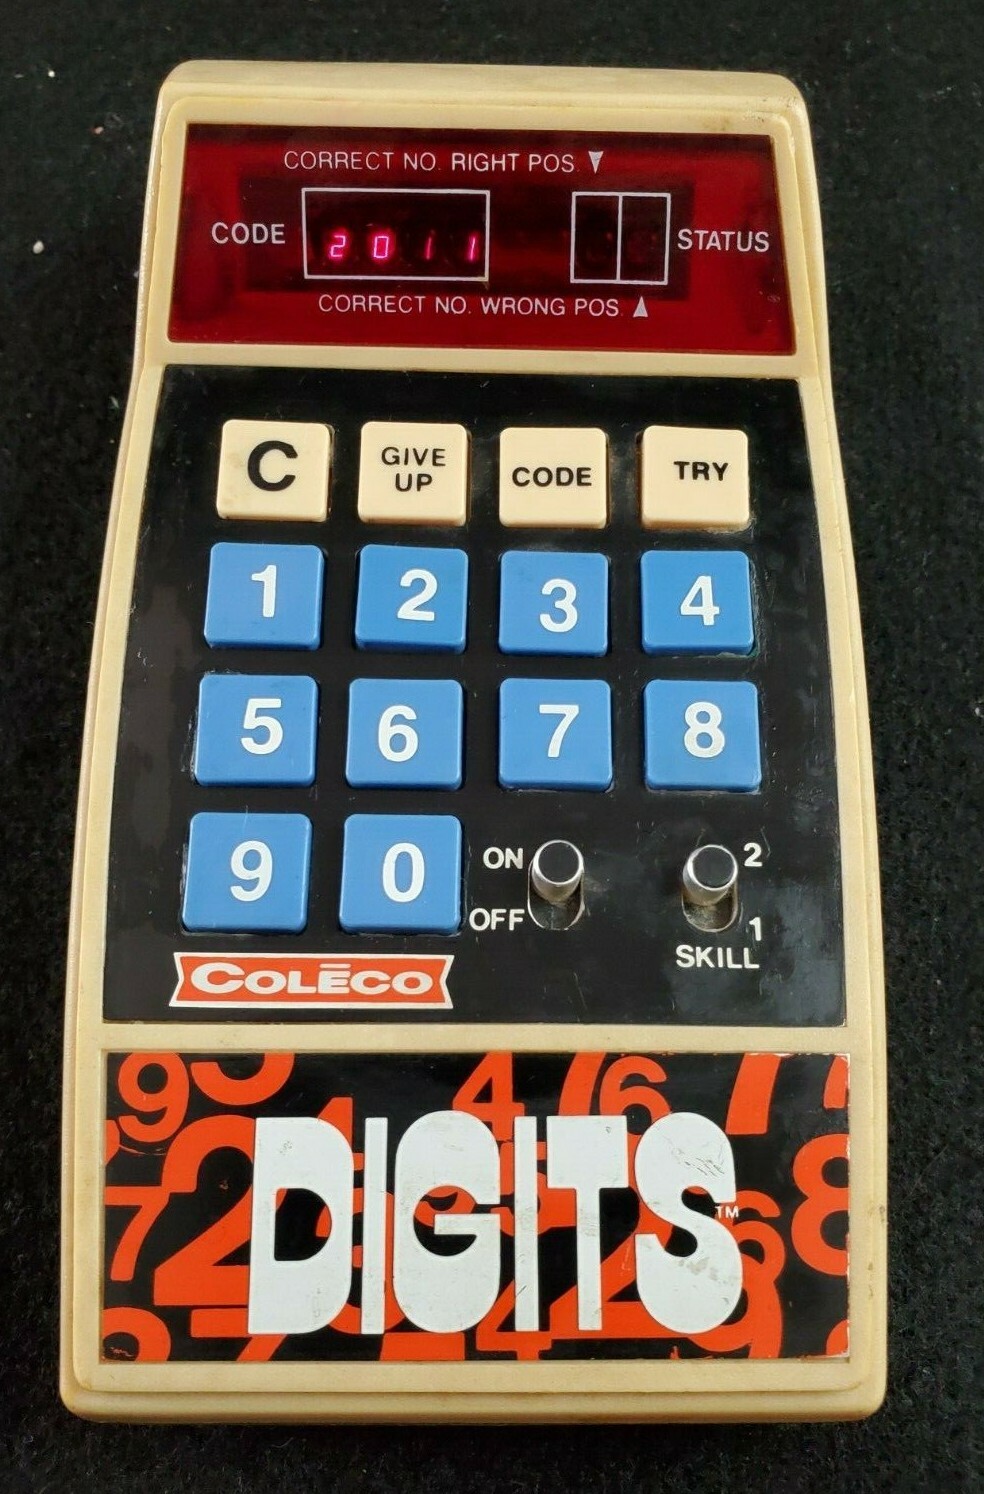 CORRECT NO. RIGHT POS. ▼
CODE 2011 STATUS
CORRECT NO. WRONG POS. ▲
C GIVE UP CODE TRY
1 2 3 4
5 6 7 8
9 0 ON OFF 2 1
SKILL
COLĒCO
DIGITS™